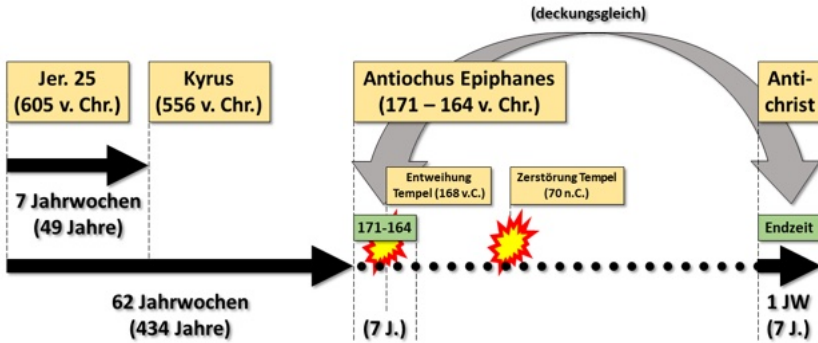 (deckungsgleich)
Jer. 25
(605 v. Chr.)
Kyrus
(556 v. Chr.)
Antiochus Epiphanes
(171 – 164 v. Chr.)
Anti-
christ
Entweihung
Tempel (168 v.C.)
Zerstörung Tempel
(70 n.C.)
7 Jahrwochen
(49 Jahre)
171-164
Endzeit
62 Jahrwochen
(434 Jahre)
(7 J.)
1 JW
(7 J.)